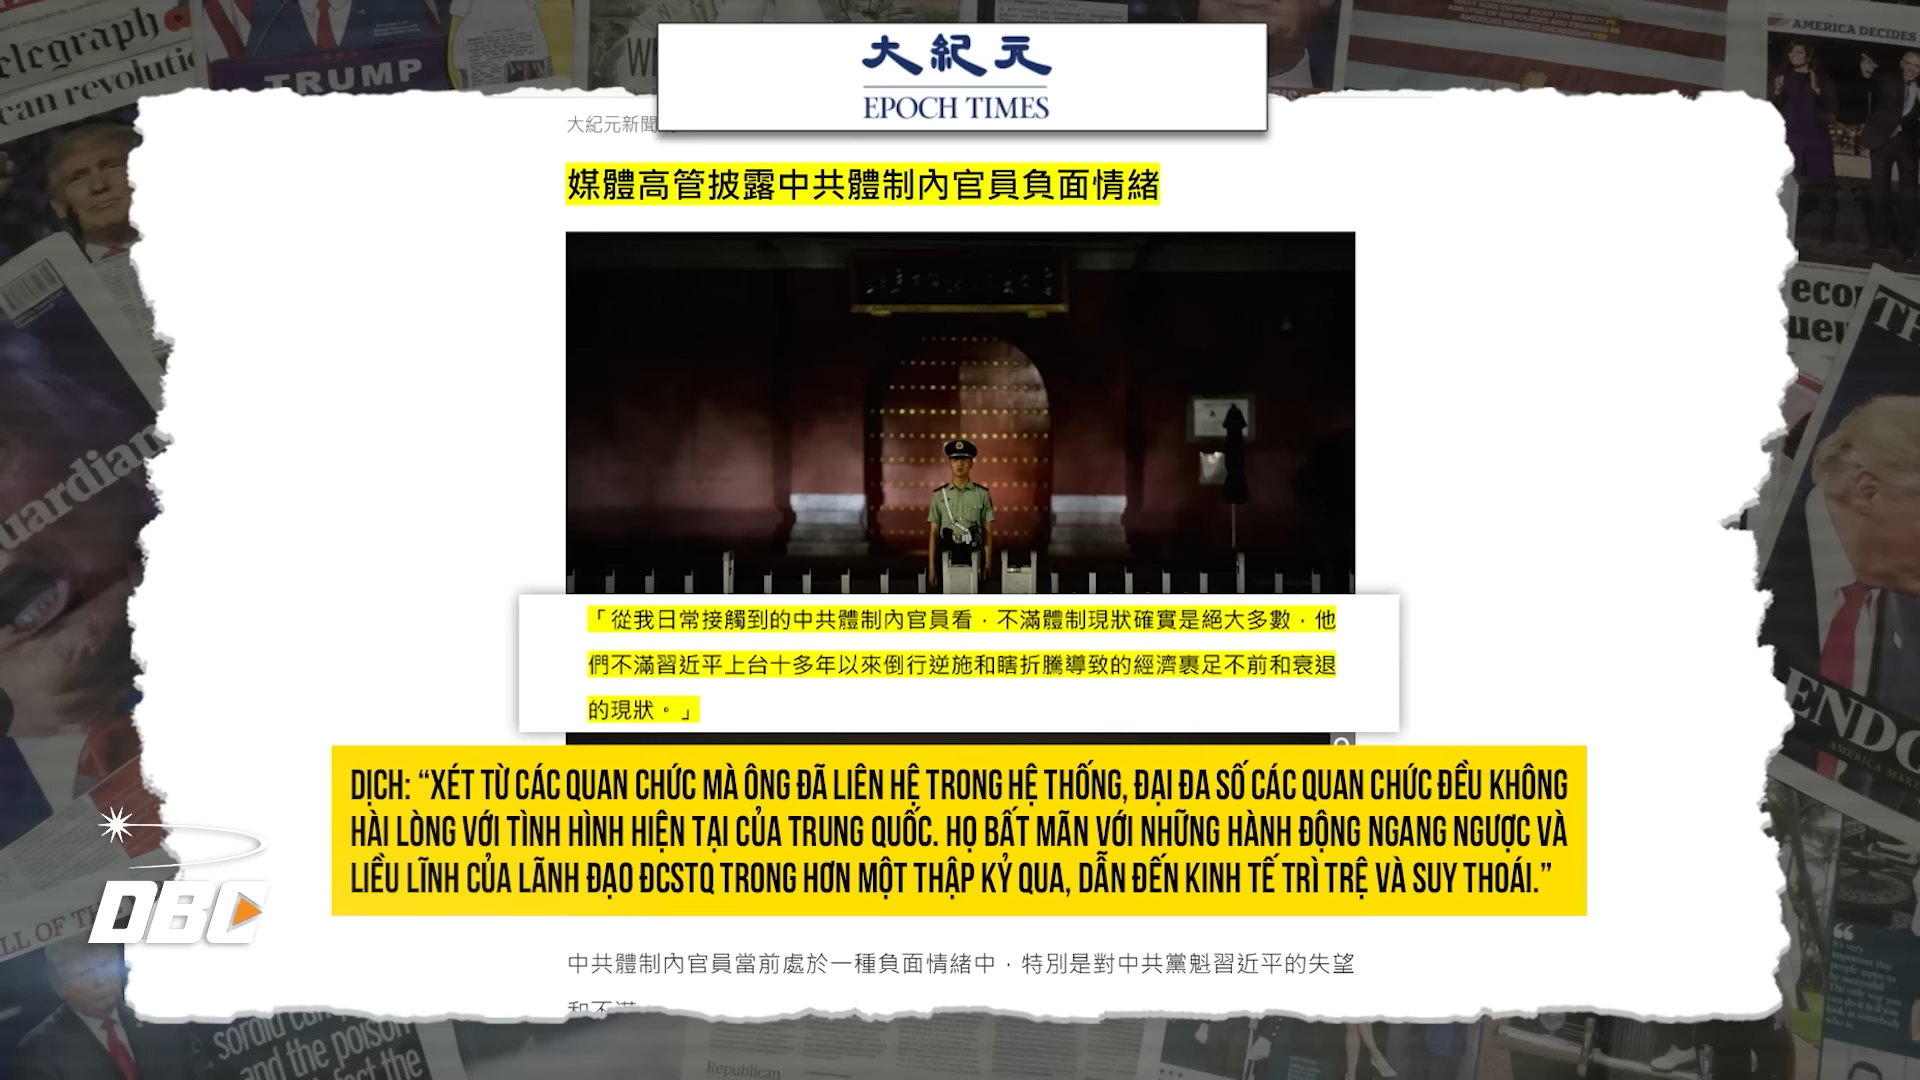 elegraph
can revoluti
TRUMP
AMERICA DECIDES
大紀元
EPOCH TIMES
大紀元新聞
媒體高管披露中共體制內官員負面情緒
「從我日常接觸到的中共體制內官員看，不滿體制現狀確實是絕大多數，他
們不滿習近平上台十多年以來倒行逆施和瞎折騰導致的經濟裹足不前和衰退
的現狀。」
DỊCH: “XÉT TỪ CÁC QUAN CHỨC MÀ ÔNG ĐÃ LIÊN HỆ TRONG HỆ THỐNG, ĐẠI ĐA SỐ CÁC QUAN CHỨC ĐỀU KHÔNG
HÀI LÒNG VỚI TÌNH HÌNH HIỆN TẠI CỦA TRUNG QUỐC. HỌ BẤT MÃN VỚI NHỮNG HÀNH ĐỘNG NGANG NGƯỢC VÀ
LIỀU LĨNH CỦA LÃNH ĐẠO ĐCSTQ TRONG HƠN MỘT THẬP KỶ QUA, DẪN ĐẾN KINH TẾ TRÌ TRỆ VÀ SUY THOÁI.”
DBC
中共體制內官員當前處於一種負面情緒中，特別是對中共黨魁習近平的失望
uardian
and the poison
Republican